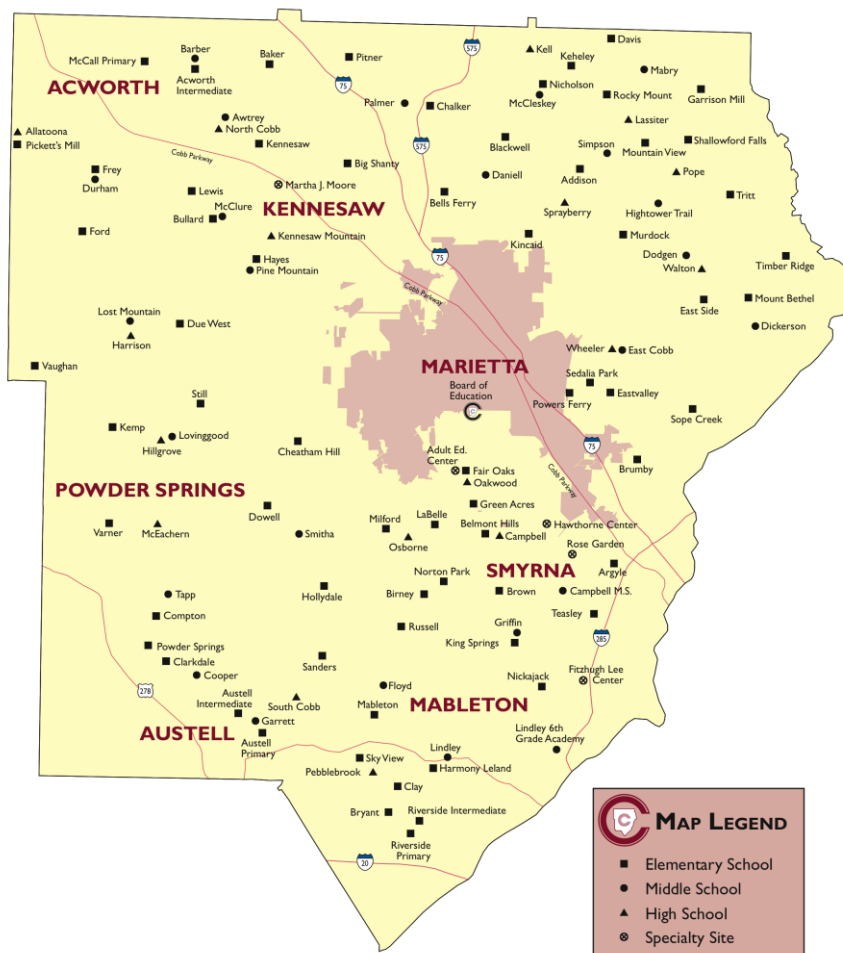 Davis
575
Kell
Barber
Baker
Pitner
Keheley
McCall Primary
Mabry
Acworth
Intermediate
75
Nicholson
ACWORTH
McCleskey
Rocky Mount
Garrison Mill
Palmer
Chalker
Awtrey
Lassiter
Allatoona
North Cobb
Pickett's Mill
Kennesaw
575
Blackwell
Simpson
Shallowford Falls
Mountain View
Cobb Parkway
Big Shanty
Frey
Durham
Daniell
Addison
Pope
Martha J. Moore
Lewis
McClure
Bells Ferry
Tritt
KENNESAW
Bullard
Sprayberry
Hightower Trail
Ford
Kennesaw Mountain
Kincaid
Murdock
75
Hayes
Pine Mountain
Dodgen
Walton
Timber Ridge
Cobb Parkway
East Side
Mount Bethel
Lost Mountain
Due West
Dickerson
Harrison
Wheeler
East Cobb
Vaughan
MARIETTA
Sedalia Park
Board of
Education
C
Powers Ferry
Eastvalley
Still
Sope Creek
Kemp
Lovinggood
Hillgrove
Cheatham Hill
75
Adult Ed.
Center
Fair Oaks
Oakwood
Cobb Parkway
Brumby
POWDER SPRINGS
Dowell
Green Acres
LaBelle
Varner
McEachern
Smitha
Milford
Belmont Hills
Hawthorne Center
Osborne
Campbell
Rose Garden
SMYRNA
Argyle
Norton Park
Tapp
Hollydale
Birney
Brown
Campbell M.S.
Compton
Teasley
Russell
Griffin
285
King Springs
Powder Springs
Clarkdale
Sanders
Cooper
Nickajack
Fitzhugh Lee
Center
278
Floyd
Austell
Intermediate
South Cobb
Mableton
MABLETON
Garrett
AUSTELL
Austell
Primary
Lindley 6th
Grade Academy
Sky View
Lindley
Pebblebrook
Harmony Leland
Clay
Bryant
Riverside Intermediate
Riverside
Primary
20
C
MAP LEGEND
Elementary School
Middle School
High School
Specialty Site